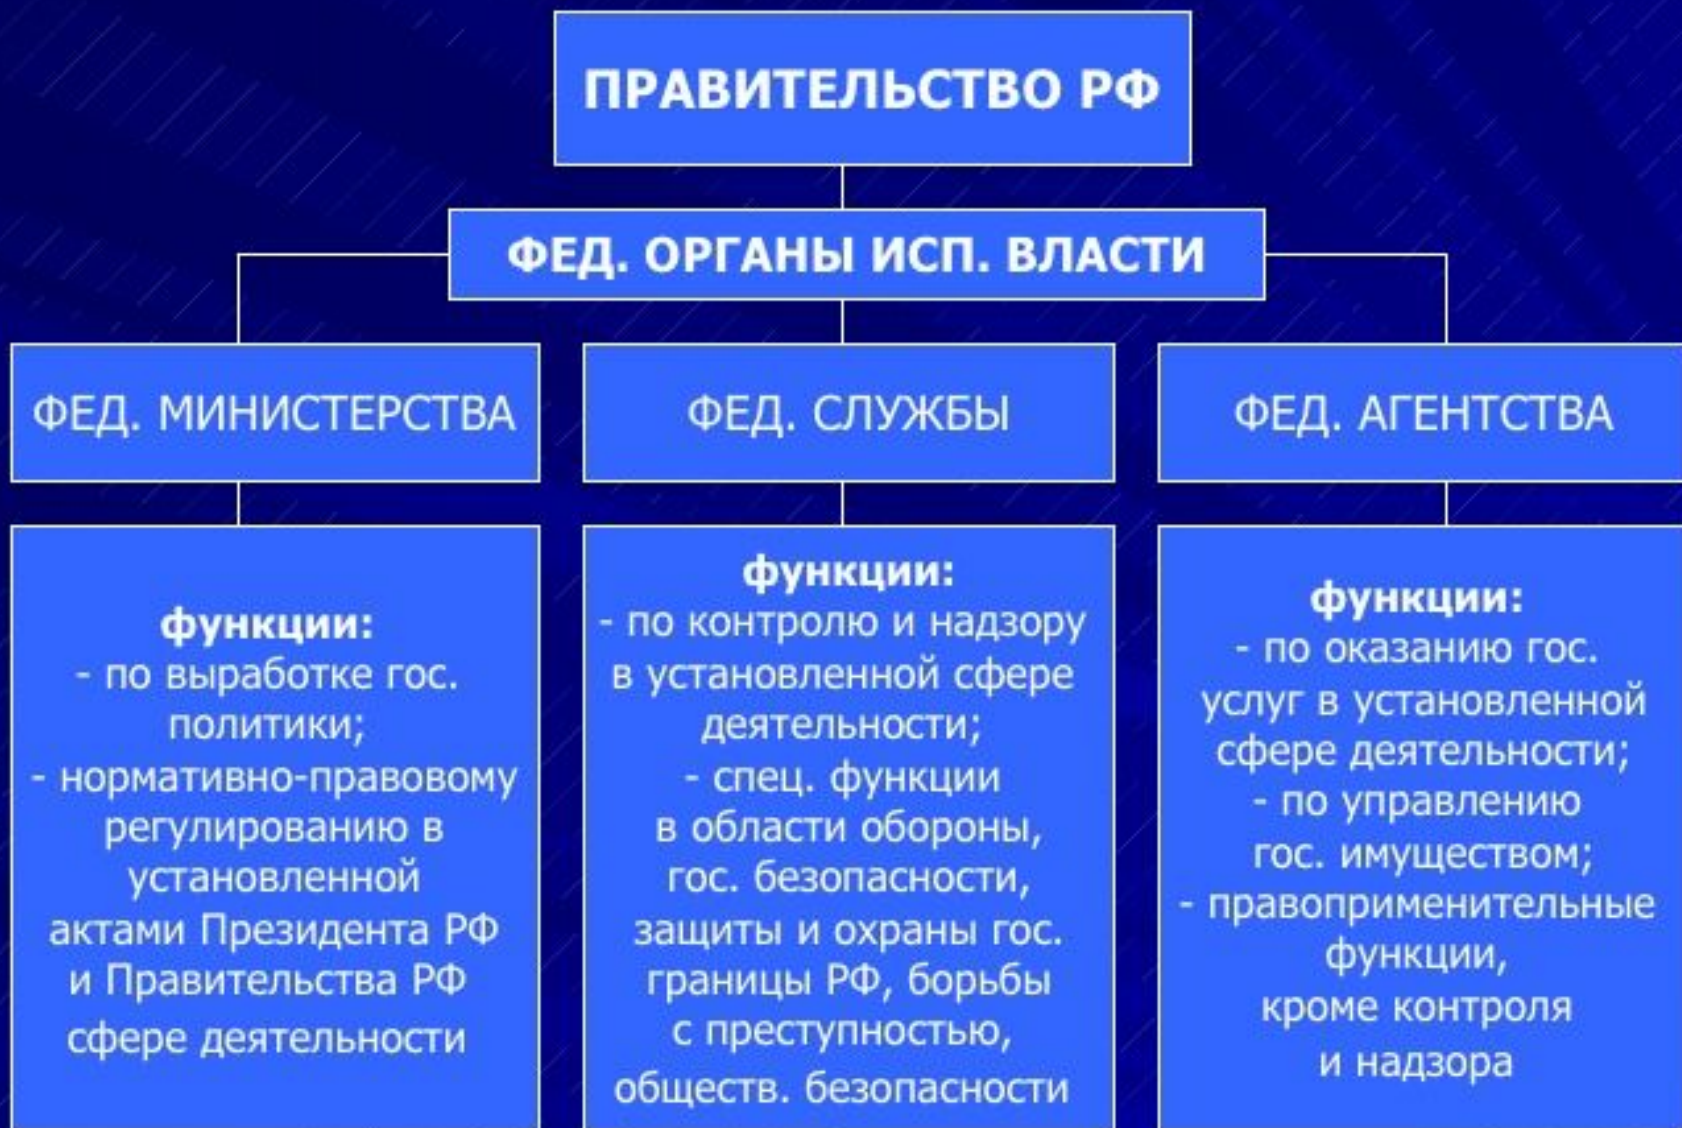 ПРАВИТЕЛЬСТВО РФ
ФЕД. ОРГАНЫ ИСП. ВЛАСТИ
ФЕД. МИНИСТЕРСТВА
функции:
- по выработке гос.
политики;
- нормативно-правовому
регулированию в
установленной
актами Президента РФ
и Правительства РФ
сфере деятельности
ФЕД. СЛУЖБЫ
функции:
- по контролю и надзору
в установленной сфере
деятельности;
- спец. функции
в области обороны,
гос. безопасности,
защиты и охраны гос.
границы РФ, борьбы
с преступностью,
обществ. безопасности
ФЕД. АГЕНТСТВА
функции:
- по оказанию гос.
услуг в установленной
сфере деятельности;
- по управлению
гос. имуществом;
- правоприменительные
функции,
кроме контроля
и надзора